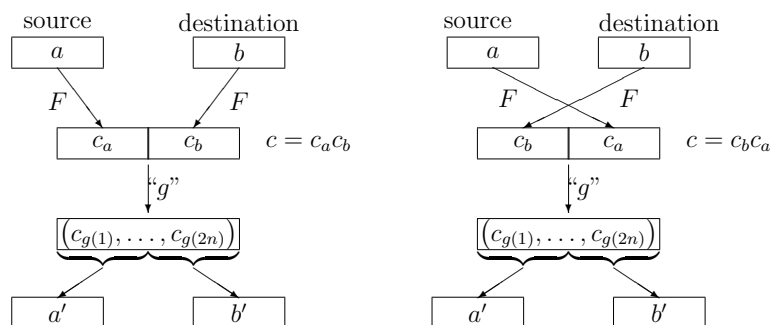 source destination source destination
a b a b
F F F F
c_a c_b c = c_a c_b c_b c_a c = c_b c_a
“g” “g”
(c_{g(1)}, . . . , c_{g(2n)}) (c_{g(1)}, . . . , c_{g(2n)})
a′ b′ a′ b′